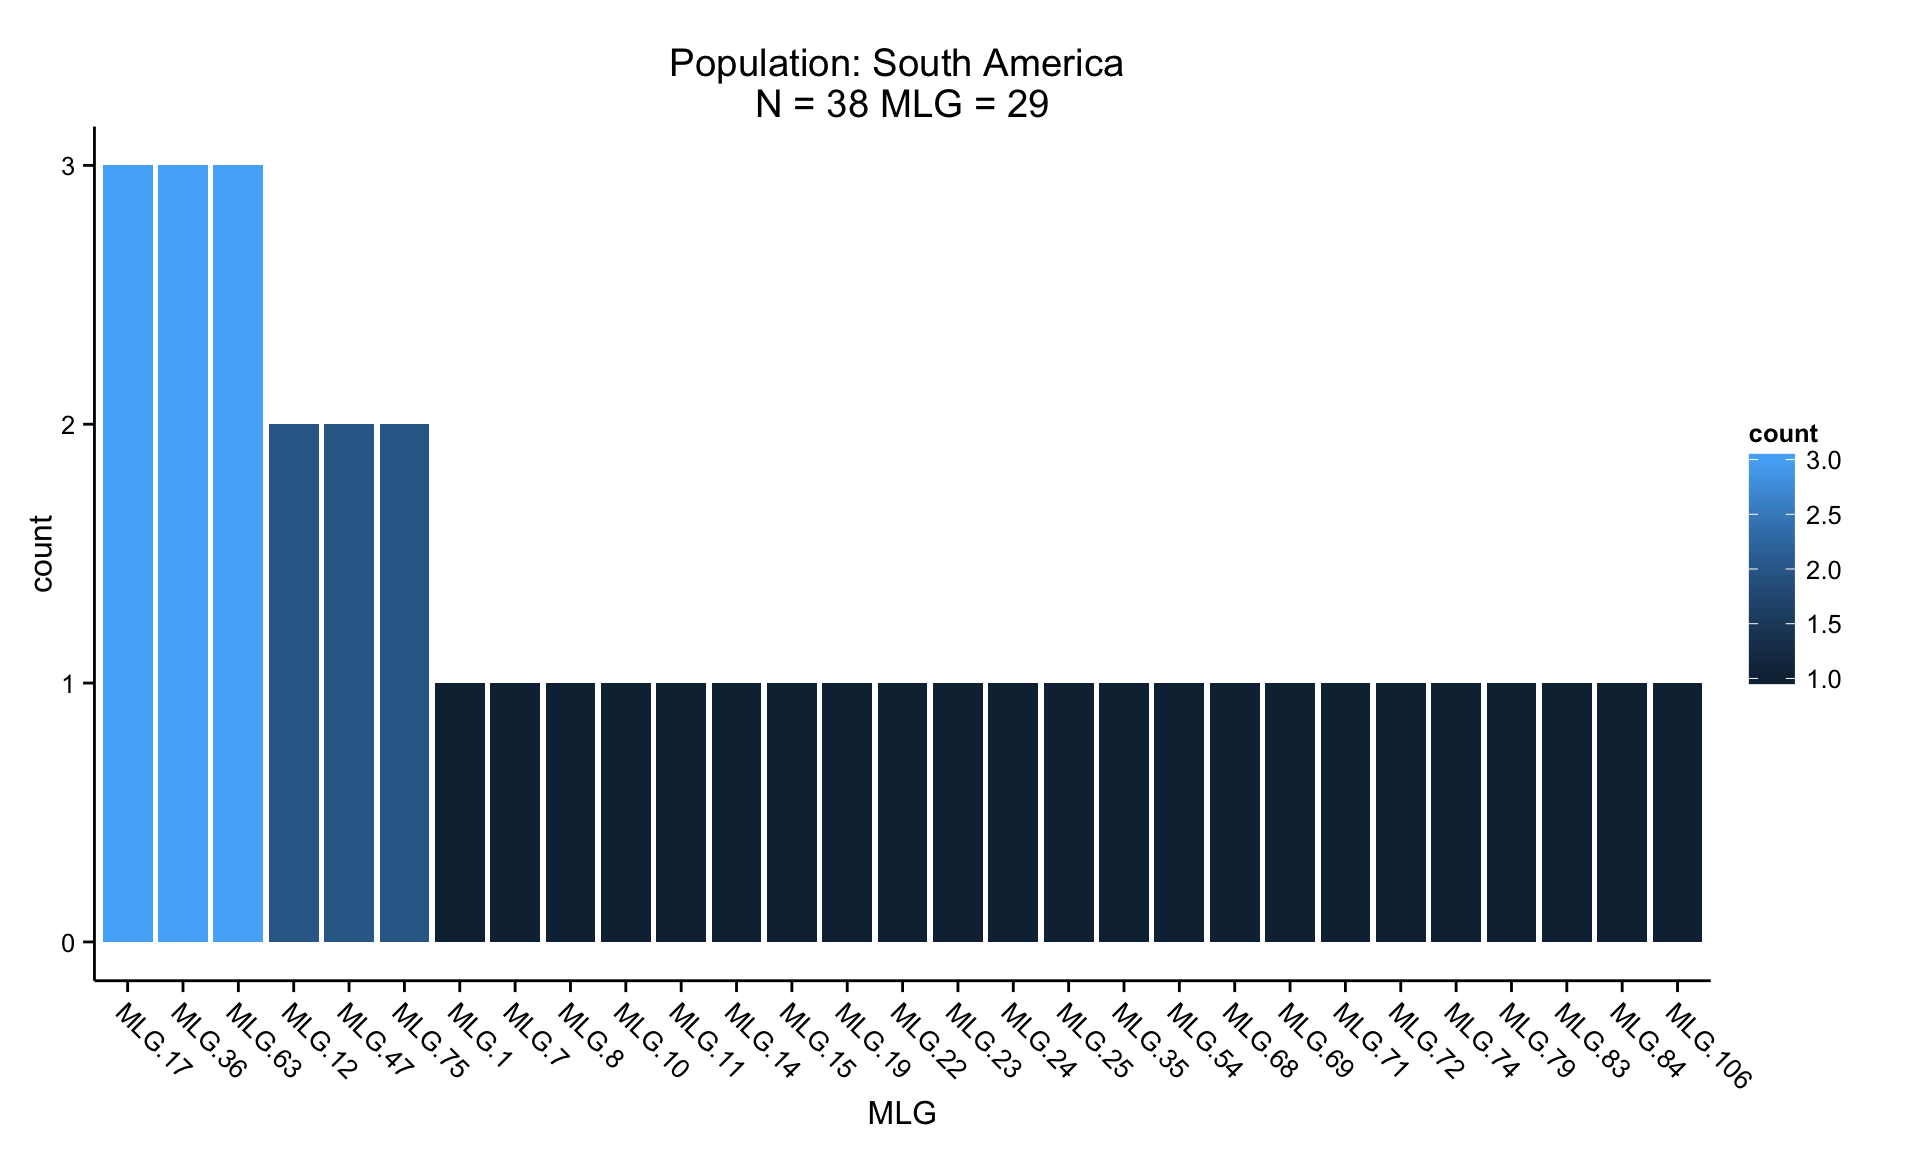 Population: South America
N = 38 MLG = 29
3
2
1
0
count
MLG.17
MLG.36
MLG.63
MLG.12
MLG.47
MLG.75
MLG.1
MLG.7
MLG.8
MLG.10
MLG.11
MLG.14
MLG.15
MLG.19
MLG.22
MLG.23
MLG.24
MLG.25
MLG.35
MLG.54
MLG.68
MLG.69
MLG.71
MLG.72
MLG.74
MLG.79
MLG.83
MLG.84
MLG.106
MLG
count
3.0
2.5
2.0
1.5
1.0